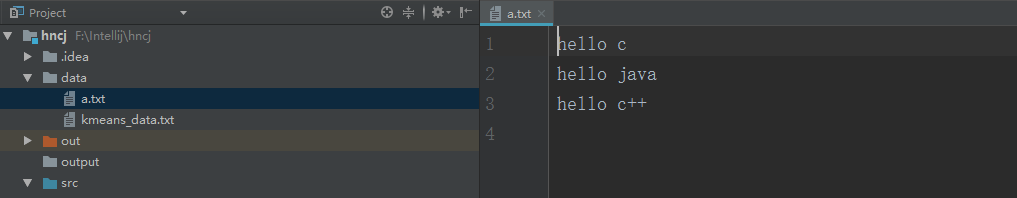 Project
hncj F:\Intellij\hncj
.idea
data
a.txt
kmeans_data.txt
out
output
src
a.txt
1 hello c
2 hello java
3 hello c++
4